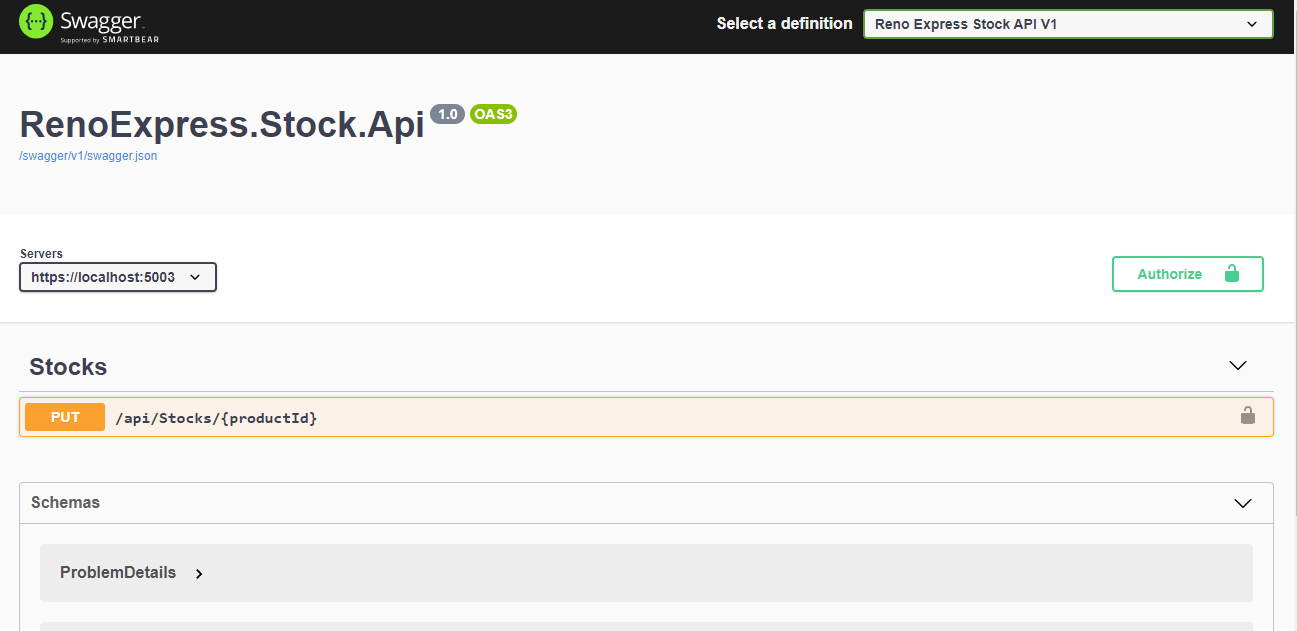 Swagger
Supported by SMARTBEAR
Select a definition
Reno Express Stock API V1
RenoExpress.Stock.Api 1.0 OAS3
/swagger/v1/swagger.json
Servers
https://localhost:5003
Authorize
Stocks
PUT /api/Stocks/{productId}
Schemas
ProblemDetails